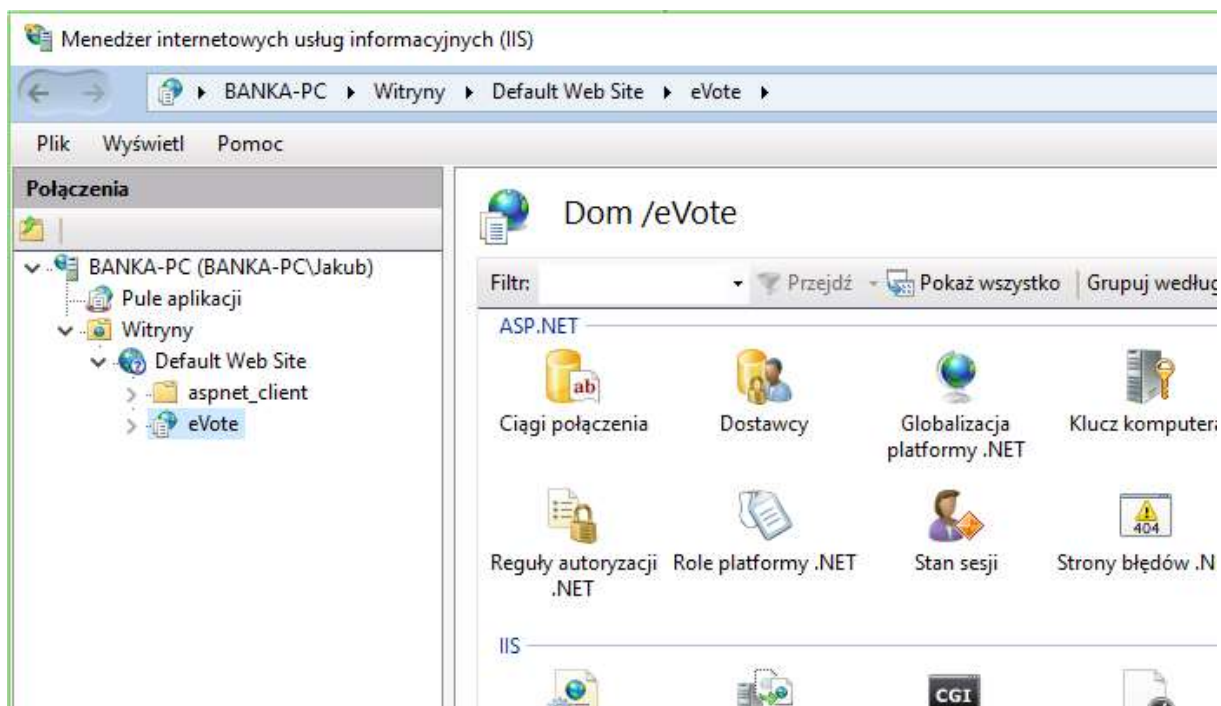 Menedżer internetowych usług informacyjnych (IIS)
BANKA-PC Witryny Default Web Site eVote
Plik Wyświetl Pomoc
Połączenia
BANKA-PC (BANKA-PC\Jakub)
Pule aplikacji
Witryny
Default Web Site
aspnet_client
eVote
Dom /eVote
Filtr: Przejdź Pokaż wszystko Grupuj według
ASP.NET
ab
Ciągi połączenia Dostawcy Globalizacja Klucz komputera
platformy .NET
404
Reguły autoryzacji Role platformy .NET Stan sesji Strony błędów .N
.NET
IIS
CGI